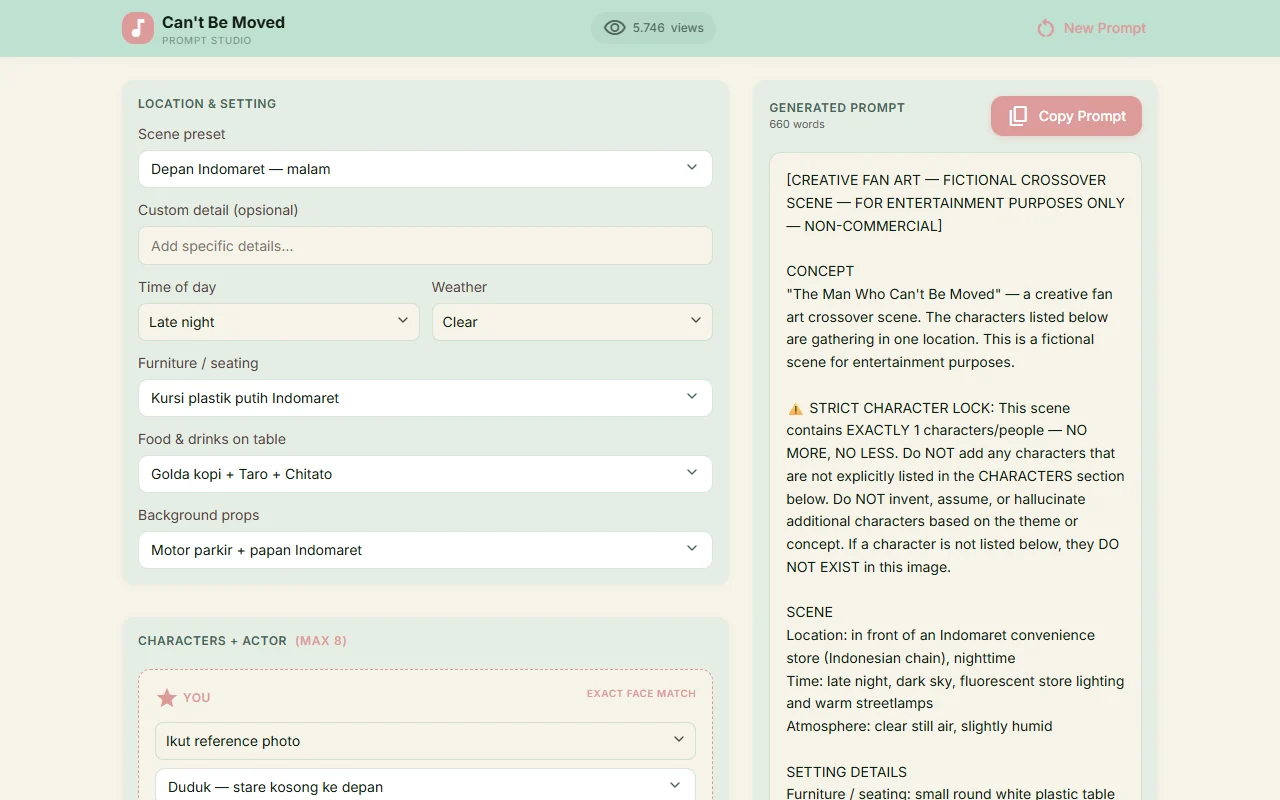 Can't Be Moved
PROMPT STUDIO
5.746 views
New Prompt
LOCATION & SETTING
Scene preset
Depan Indomaret — malam
Custom detail (opsional)
Add specific details...
Time of day
Weather
Late night
Clear
Furniture / seating
Kursi plastik putih Indomaret
Food & drinks on table
Golda kopi + Taro + Chitato
Background props
Motor parkir + papan Indomaret
CHARACTERS + ACTOR (MAX 8)
YOU
EXACT FACE MATCH
Ikut reference photo
Duduk — stare kosong ke depan
GENERATED PROMPT
660 words
Copy Prompt
[CREATIVE FAN ART — FICTIONAL CROSSOVER
SCENE — FOR ENTERTAINMENT PURPOSES ONLY
— NON-COMMERCIAL]
CONCEPT
"The Man Who Can't Be Moved" — a creative fan
art crossover scene. The characters listed below
are gathering in one location. This is a fictional
scene for entertainment purposes.
⚠️ STRICT CHARACTER LOCK: This scene
contains EXACTLY 1 characters/people — NO
MORE, NO LESS. Do NOT add any characters that
are not explicitly listed in the CHARACTERS section
below. Do NOT invent, assume, or hallucinate
additional characters based on the theme or
concept. If a character is not listed below, they DO
NOT EXIST in this image.
SCENE
Location: in front of an Indomaret convenience
store (Indonesian chain), nighttime
Time: late night, dark sky, fluorescent store lighting
and warm streetlamps
Atmosphere: clear still air, slightly humid
SETTING DETAILS
Furniture / seating: small round white plastic table